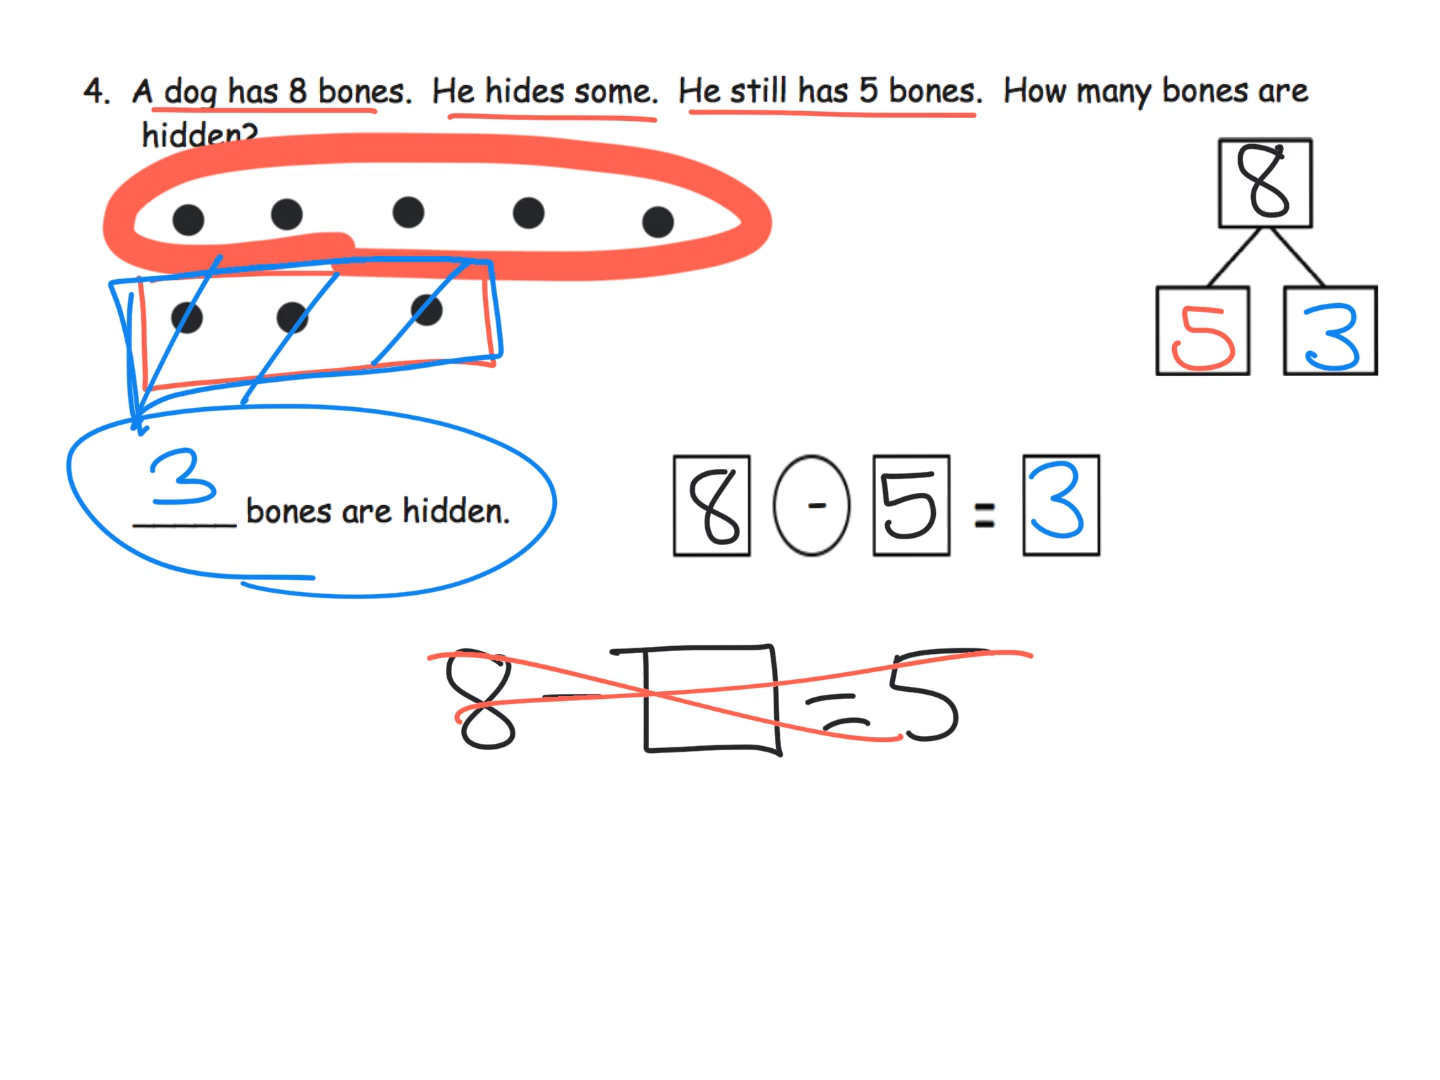 4. A dog has 8 bones. He hides some. He still has 5 bones. How many bones are
hidden?
8
5 3
3 bones are hidden.
8 - 5 = 3
8 - □ = 5